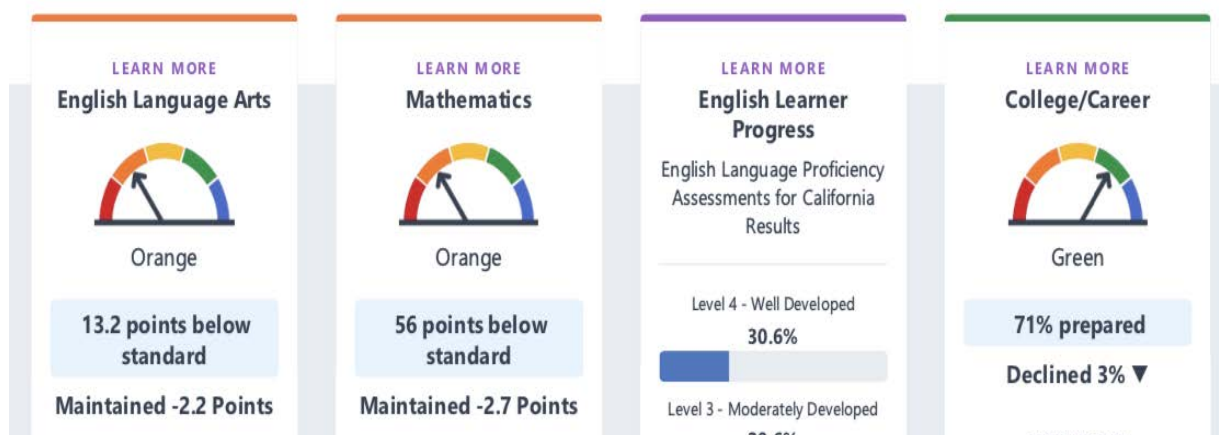 LEARN MORE
English Language Arts
Orange
13.2 points below
standard
Maintained -2.2 Points
LEARN MORE
Mathematics
Orange
56 points below
standard
Maintained -2.7 Points
LEARN MORE
English Learner
Progress
English Language Proficiency
Assessments for California
Results
Level 4 - Well Developed
30.6%
Level 3 - Moderately Developed
LEARN MORE
College/Career
Green
71% prepared
Declined 3% ▼